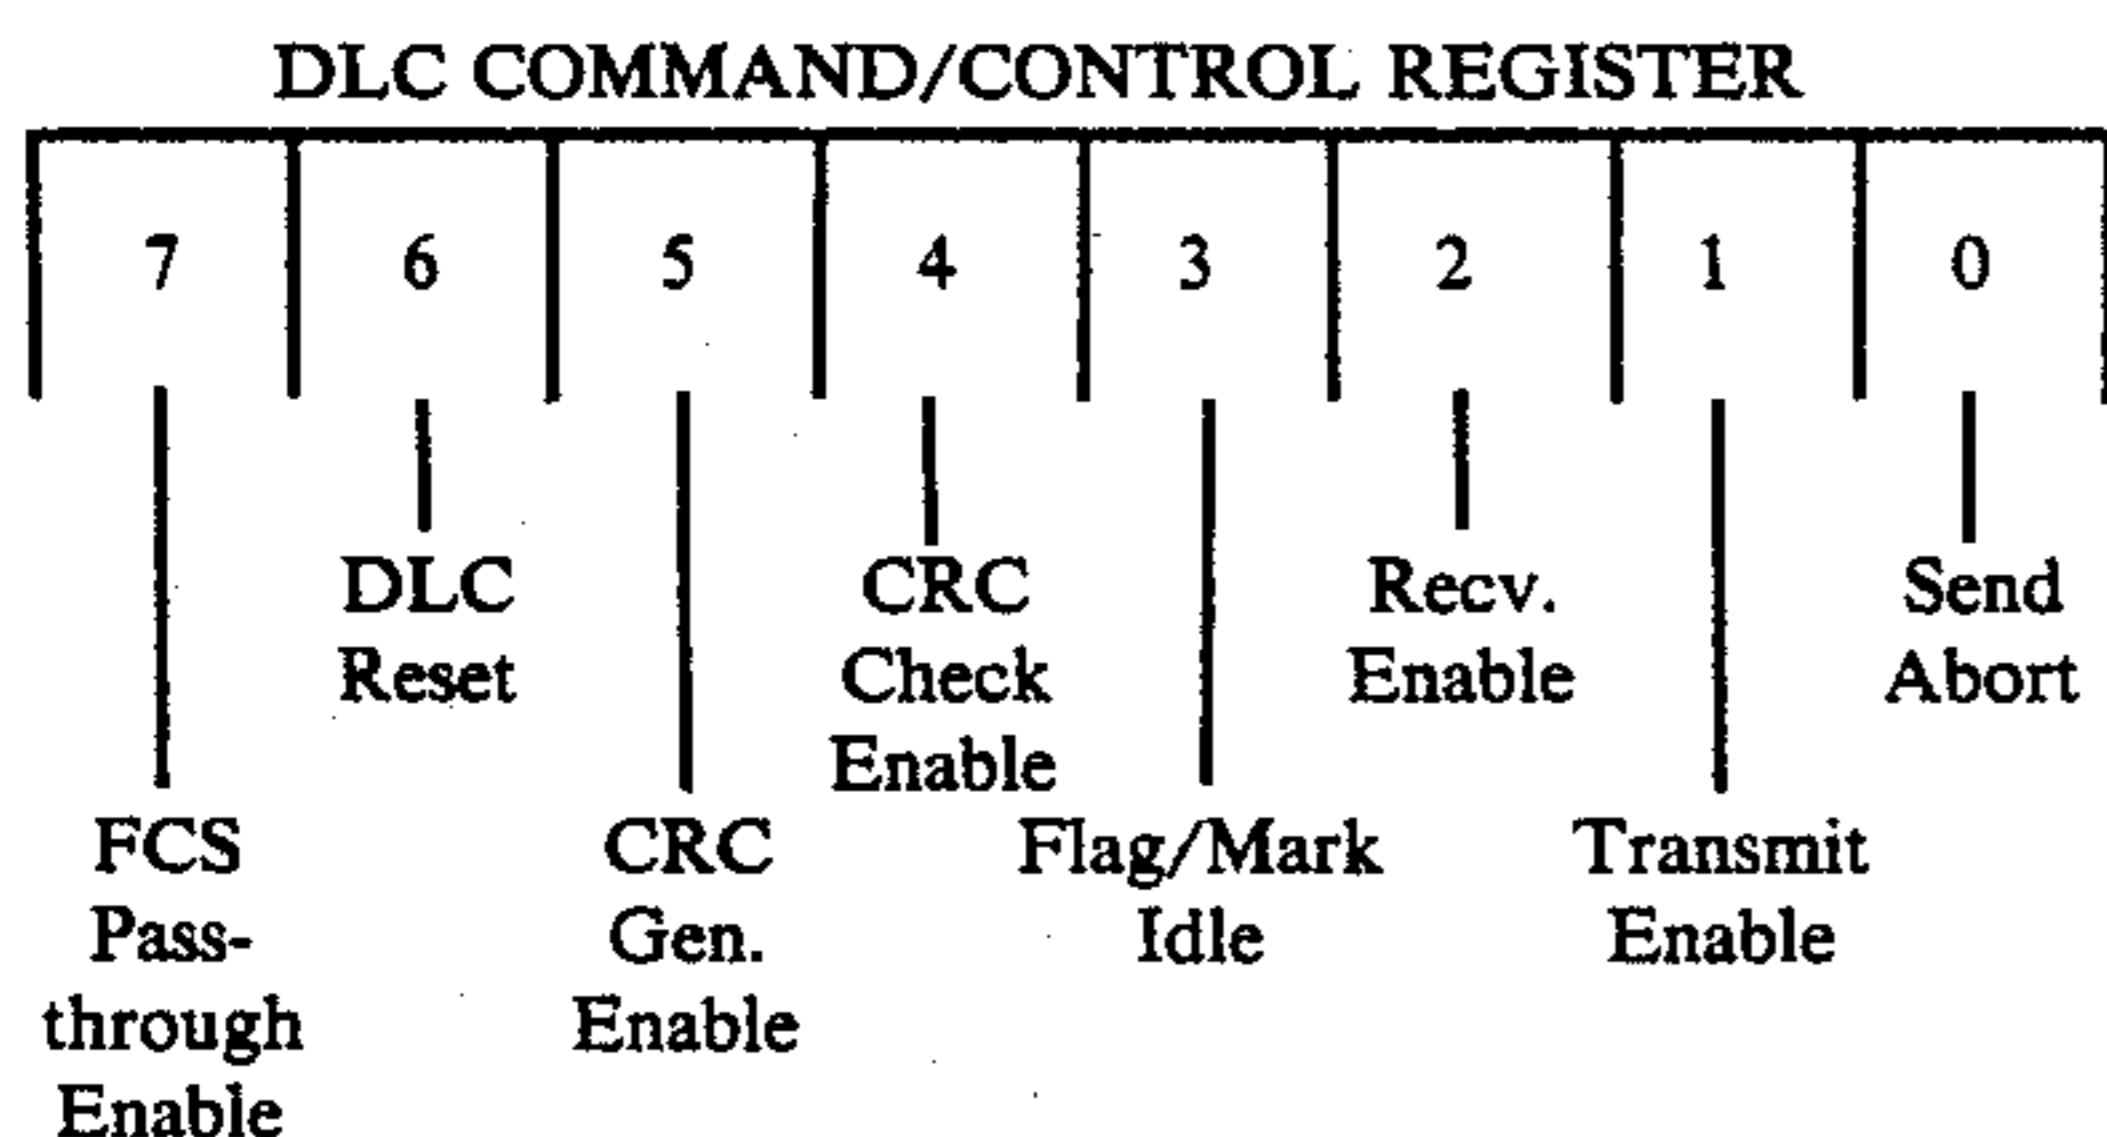 DLC COMMAND/CONTROL REGISTER
7 6 5 4 3 2 1 0
DLC
Reset
CRC
Check
Enable
Recv.
Enable
Send
Abort
FCS
Pass-
through
Enable
CRC
Gen.
Enable
Flag/Mark
Idle
Transmit
Enable